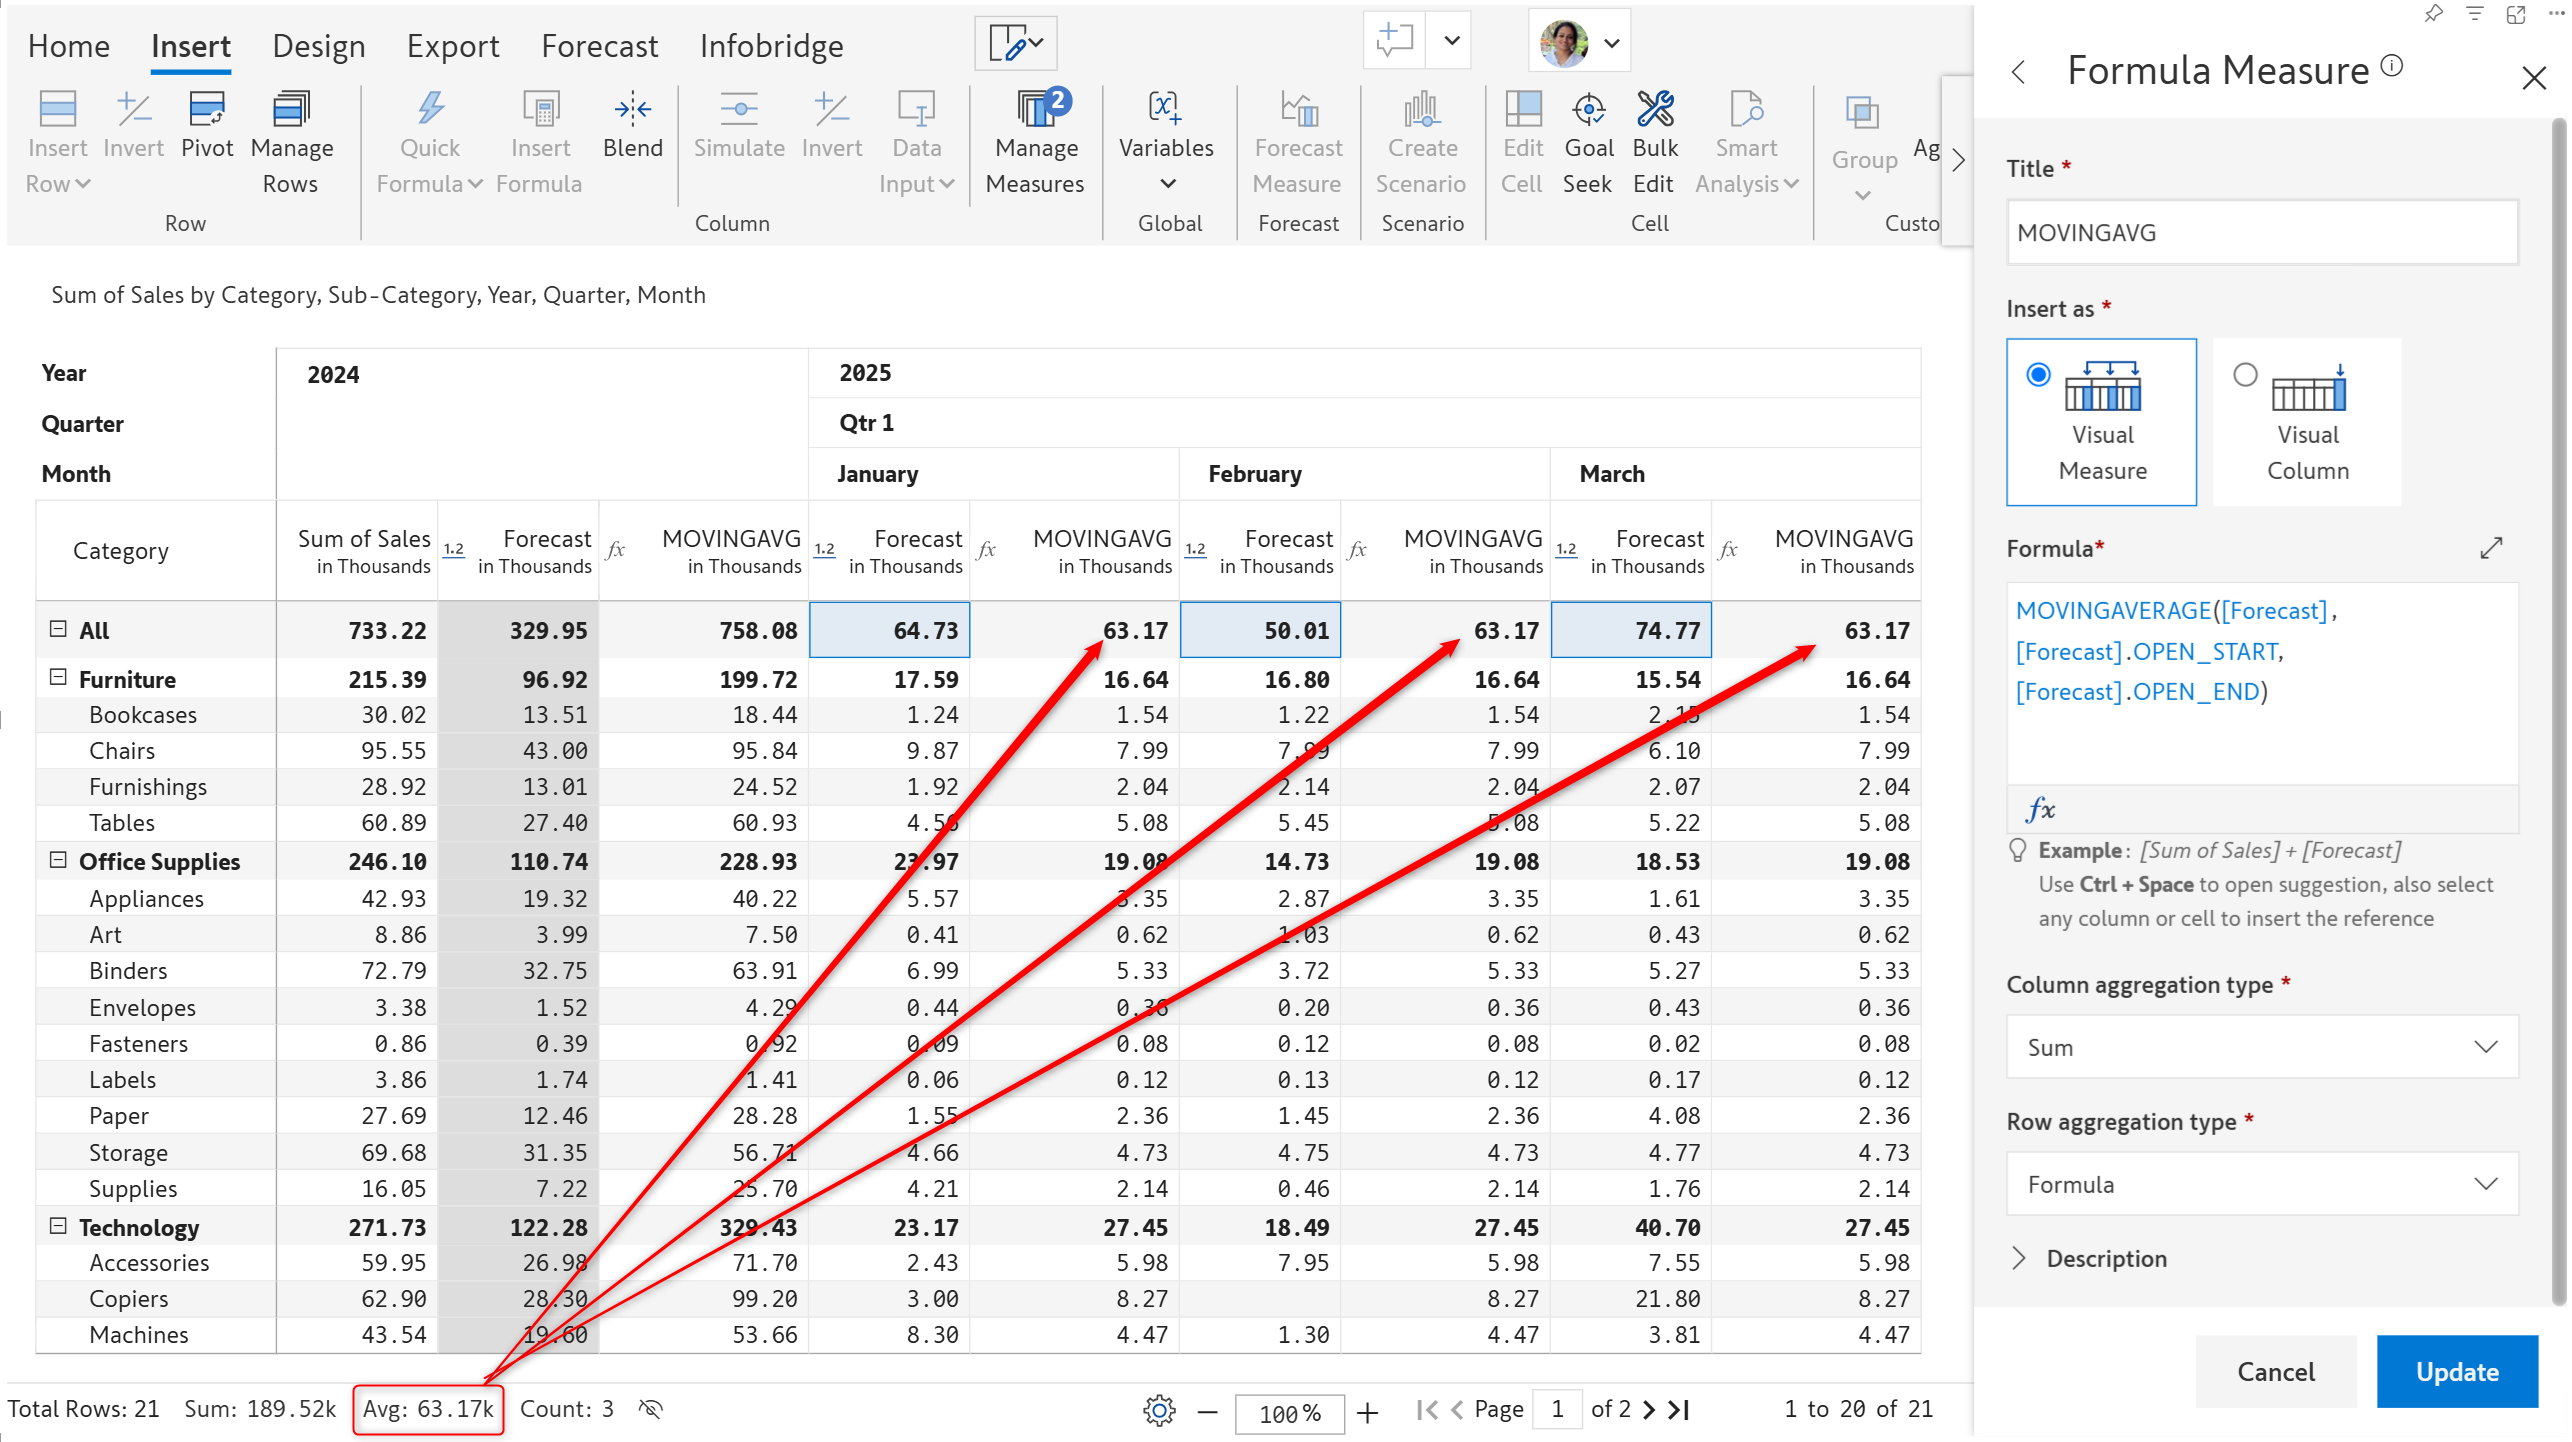 Home Insert Design Export Forecast Infobridge
Insert Row Invert Pivot Manage Rows Quick Formula Insert Formula Blend Simulate Invert Data Input Manage Measures 2 Variables Forecast Measure Create Scenario Edit Cell Goal Seek Bulk Edit Smart Analysis Group Ag
Row Column Global Forecast Scenario Cell Custo
Sum of Sales by Category, Sub-Category, Year, Quarter, Month
Year 2024 2025
Quarter Qtr 1
Month January February March
Category Sum of Sales in Thousands 1.2 Forecast in Thousands fx MOVINGAVG in Thousands 1.2 Forecast in Thousands fx MOVINGAVG in Thousands 1.2 Forecast in Thousands fx MOVINGAVG in Thousands 1.2 Forecast in Thousands fx MOVINGAVG in Thousands
All 733.22 329.95 758.08 64.73 63.17 50.01 63.17 74.77 63.17
Furniture 215.39 96.92 199.72 17.59 16.64 16.80 16.64 15.54 16.64
Bookcases 30.02 13.51 18.44 1.24 1.54 1.22 1.54 2.15 1.54
Chairs 95.55 43.00 95.84 9.87 7.99 7.99 7.99 6.10 7.99
Furnishings 28.92 13.01 24.52 1.92 2.04 2.14 2.04 2.07 2.04
Tables 60.89 27.40 60.93 4.56 5.08 5.45 5.08 5.22 5.08
Office Supplies 246.10 110.74 228.93 23.97 19.08 14.73 19.08 18.53 19.08
Appliances 42.93 19.32 40.22 5.57 3.35 2.87 3.35 1.61 3.35
Art 8.86 3.99 7.50 0.41 0.62 1.03 0.62 0.43 0.62
Binders 72.79 32.75 63.91 6.99 5.33 3.72 5.33 5.27 5.33
Envelopes 3.38 1.52 4.29 0.44 0.36 0.20 0.36 0.43 0.36
Fasteners 0.86 0.39 0.92 0.09 0.08 0.12 0.08 0.02 0.08
Labels 3.86 1.74 1.41 0.06 0.12 0.13 0.12 0.17 0.12
Paper 27.69 12.46 28.28 1.55 2.36 1.45 2.36 4.08 2.36
Storage 69.68 31.35 56.71 4.66 4.73 4.75 4.73 4.77 4.73
Supplies 16.05 7.22 25.70 4.21 2.14 0.46 2.14 1.76 2.14
Technology 271.73 122.28 329.43 23.17 27.45 18.49 27.45 40.70 27.45
Accessories 59.95 26.98 71.70 2.43 5.98 7.95 5.98 7.55 5.98
Copiers 62.90 28.30 99.20 3.00 8.27 8.27 21.80 8.27
Machines 43.54 19.60 53.66 8.30 4.47 1.30 4.47 3.81 4.47
Total Rows: 21 Sum: 189.52k Avg: 63.17k Count: 3 100% Page 1 of 2 1 to 20 of 21
Formula Measure
Title *
MOVINGAVG
Insert as *
Visual Measure
Visual Column
Formula*
MOVINGAVERAGE([Forecast],
[Forecast].OPEN_START,
[Forecast].OPEN_END)
fx
Example: [Sum of Sales] + [Forecast]
Use Ctrl + Space to open suggestion, also select
any column or cell to insert the reference
Column aggregation type *
Sum
Row aggregation type *
Formula
Description
Cancel Update